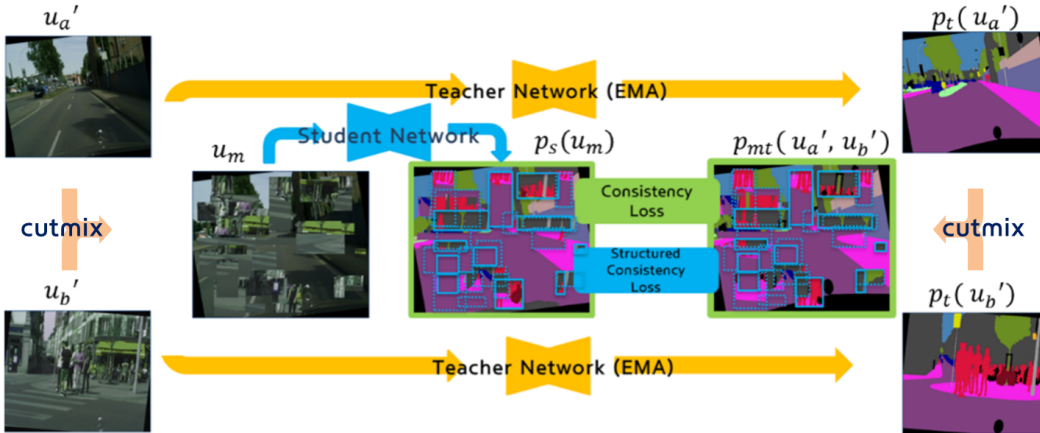 u_a′
p_t(u_a′)
Teacher Network (EMA)
Student Network
u_m
p_s(u_m)
p_mt(u_a′, u_b′)
Consistency
Loss
cutmix
cutmix
Structured
Consistency
Loss
u_b′
p_t(u_b′)
Teacher Network (EMA)